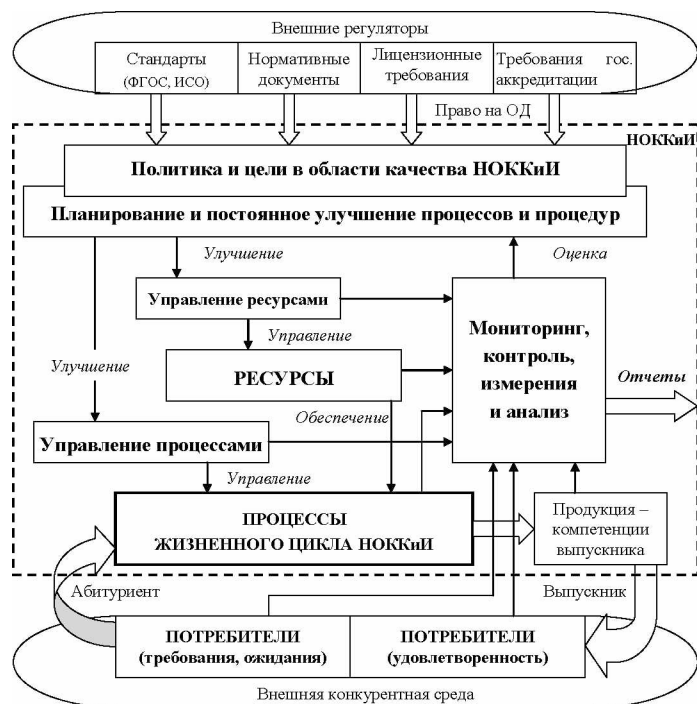 Внешние регуляторы
Стандарты
(ФГОС, ИСО)
Нормативные
документы
Лицензионные
требования
Требования гос.
аккредитации
Право на ОД
НОККиИ
Политика и цели в области качества НОККиИ
Планирование и постоянное улучшение процессов и процедур
Улучшение
Оценка
Управление ресурсами
Управление
Мониторинг,
контроль,
измерения
и анализ
Улучшение
РЕСУРСЫ
Отчеты
Обеспечение
Управление процессами
Управление
ПРОЦЕССЫ
ЖИЗНЕННОГО ЦИКЛА НОККиИ
Продукция –
компетенции
выпускника
Абитуриент
Выпускник
ПОТРЕБИТЕЛИ
(требования, ожидания)
ПОТРЕБИТЕЛИ
(удовлетворенность)
Внешняя конкурентная среда